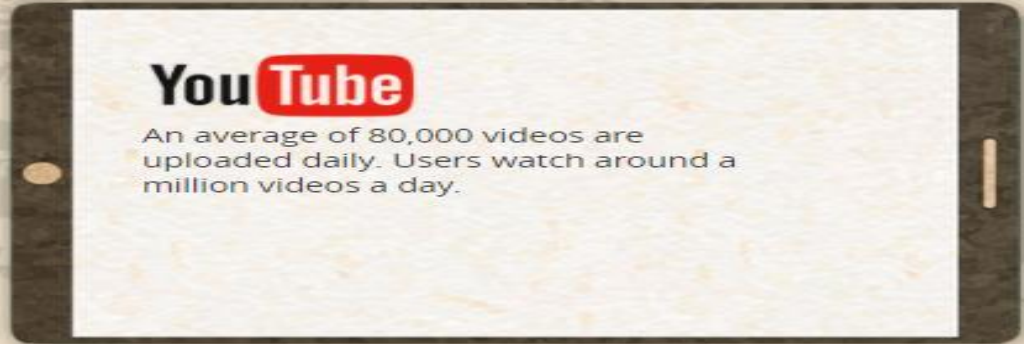 YouTube
An average of 80,000 videos are
uploaded daily. Users watch around a
million videos a day.